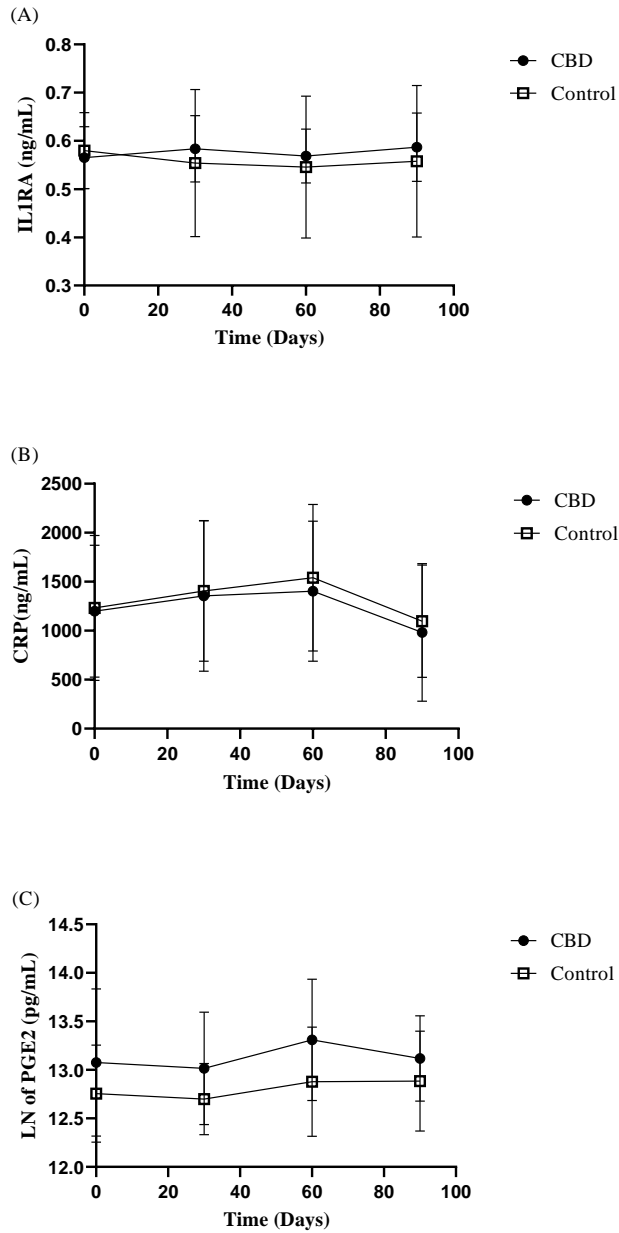 (A)
0.8
0.7
0.6
0.5
0.4
0.3
IL1RA (ng/mL)
0 20 40 60 80 100
Time (Days)
CBD
Control
(B)
2500
2000
1500
1000
500
0
CRP(ng/mL)
0 20 40 60 80 100
Time (Days)
CBD
Control
(C)
14.5
14.0
13.5
13.0
12.5
12.0
LN of PGE2 (pg/mL)
0 20 40 60 80 100
Time (Days)
CBD
Control